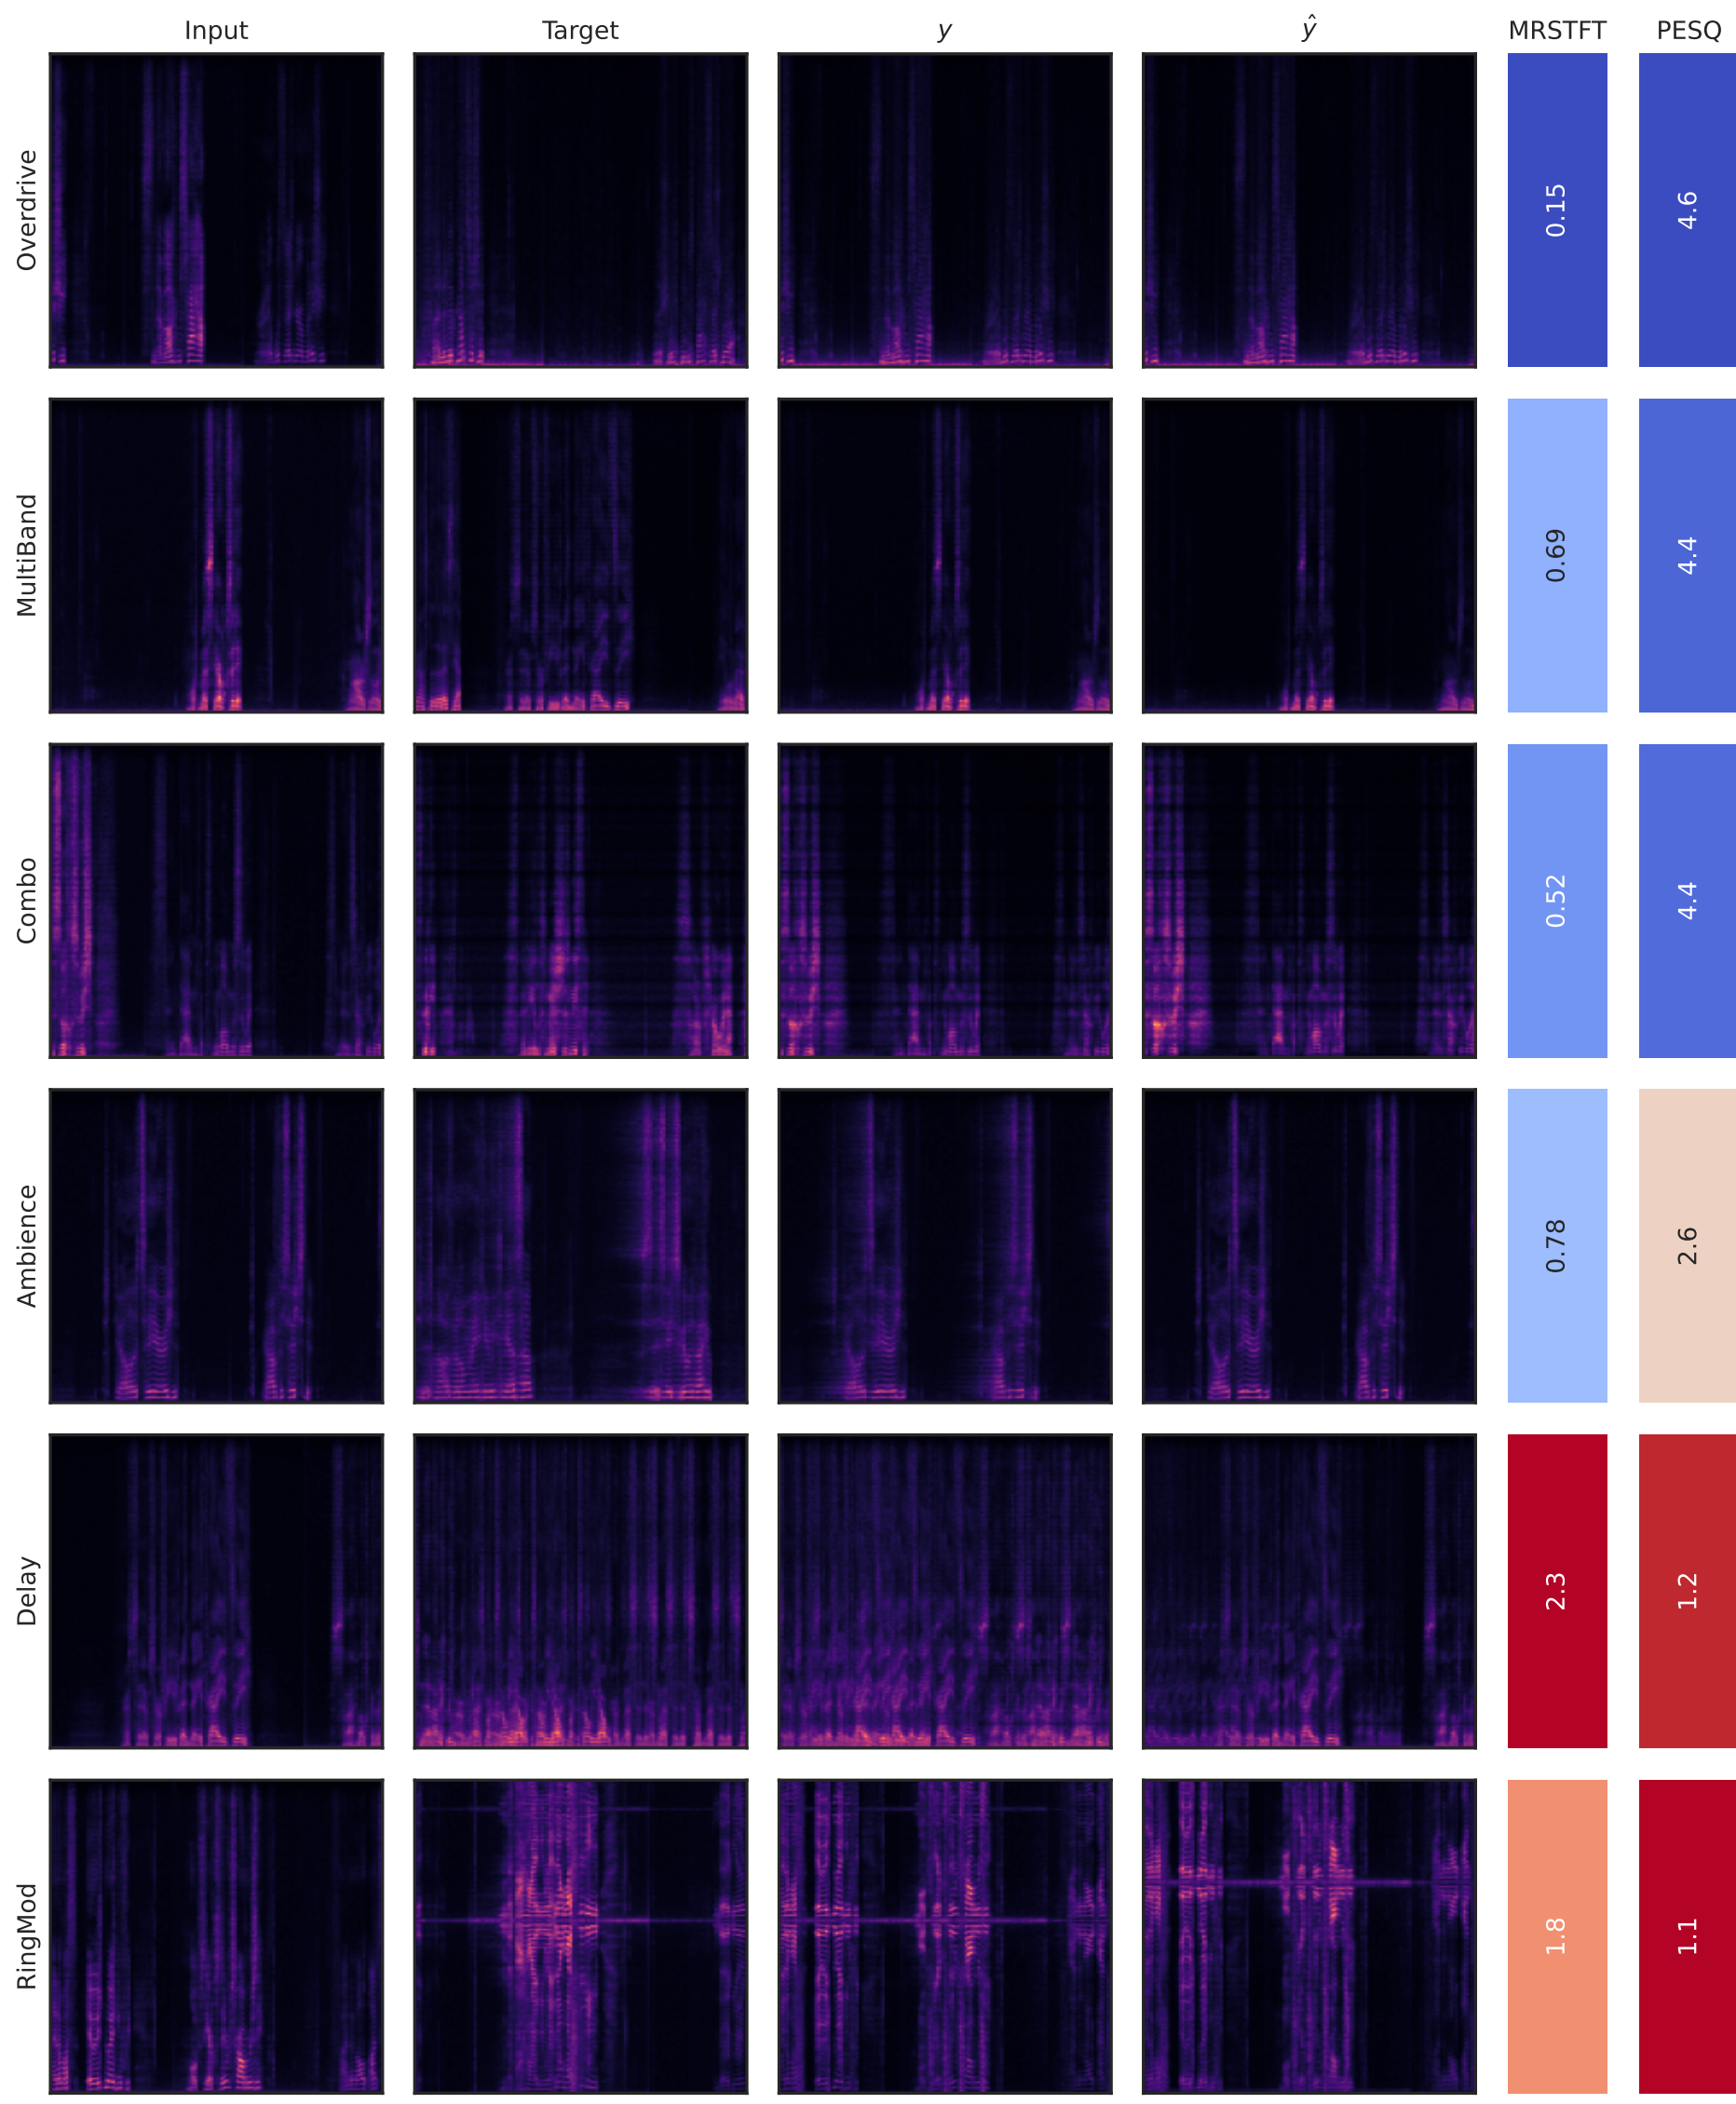 Input Target y ŷ MRSTFT PESQ
Overdrive 0.15 4.6
MultiBand 0.69 4.4
Combo 0.52 4.4
Ambience 0.78 2.6
Delay 2.3 1.2
RingMod 1.8 1.1